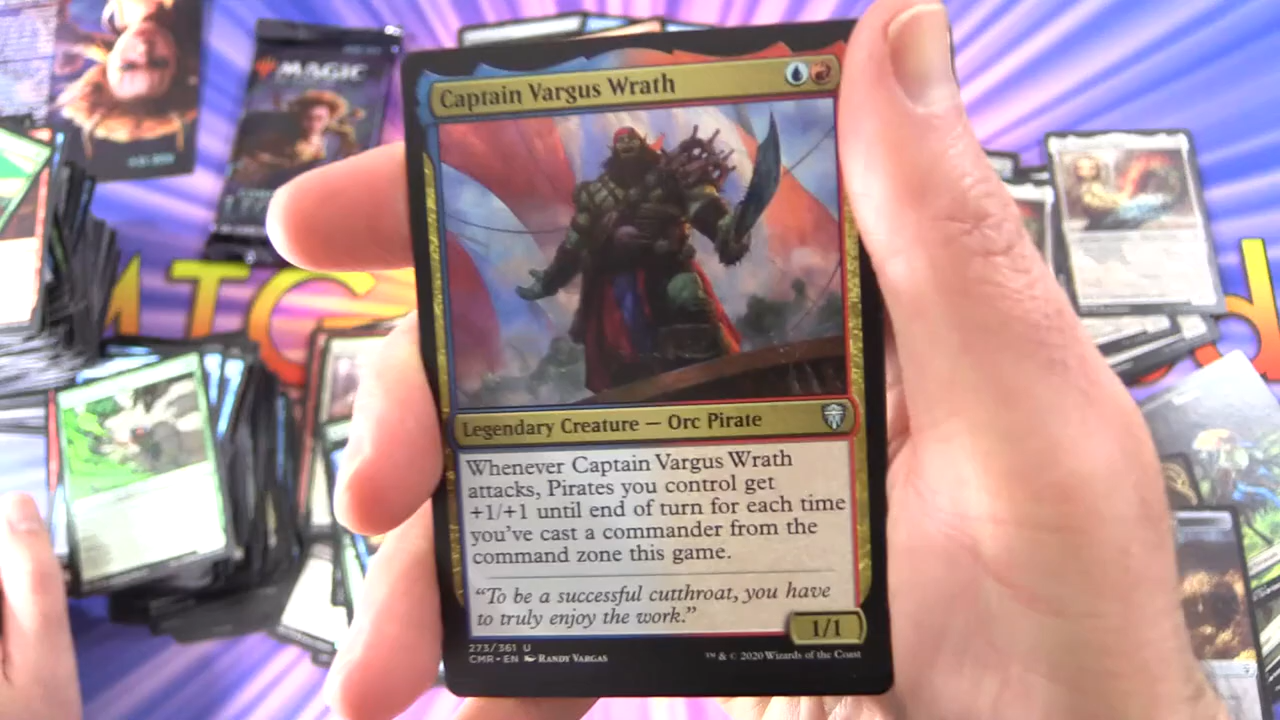 MAGIC
Captain Vargus Wrath
Legendary Creature — Orc Pirate
Whenever Captain Vargus Wrath
attacks, Pirates you control get
+1/+1 until end of turn for each time
you've cast a commander from the
command zone this game.
“To be a successful cutthroat, you have
to truly enjoy the work.”
1/1
273/361 U
CMR • EN RANDY VARGAS
™ & © 2020 Wizards of the Coast
MTG